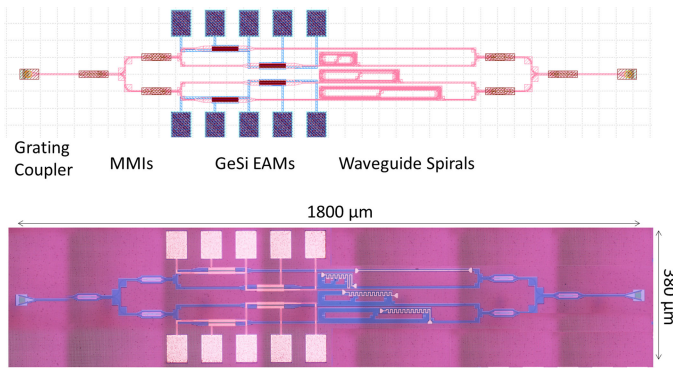 Grating
Coupler
MMIs
GeSi EAMs
Waveguide Spirals
1800 µm
380 µm